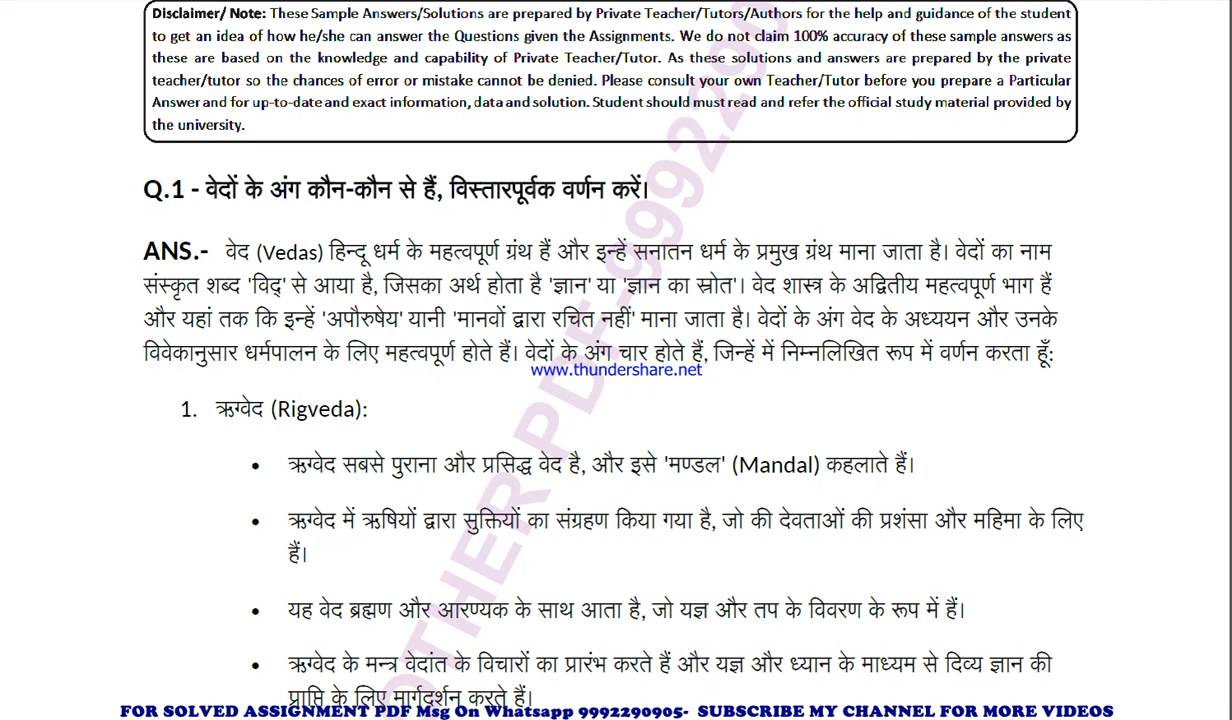 Disclaimer/ Note: These Sample Answers/Solutions are prepared by Private Teacher/Tutors/Authors for the help and guidance of the student
to get an idea of how he/she can answer the Questions given the Assignments. We do not claim 100% accuracy of these sample answers as
these are based on the knowledge and capability of Private Teacher/Tutor. As these solutions and answers are prepared by the private
teacher/tutor so the chances of error or mistake cannot be denied. Please consult your own Teacher/Tutor before you prepare a Particular
Answer and for up-to-date and exact information, data and solution. Student should must read and refer the official study material provided by
the university.
Q.1 - वेदों के अंग कौन-कौन से हैं, विस्तारपूर्वक वर्णन करें।
ANS.- वेद (Vedas) हिन्दू धर्म के महत्वपूर्ण ग्रंथ हैं और इन्हें सनातन धर्म के प्रमुख ग्रंथ माना जाता है। वेदों का नाम
संस्कृत शब्द 'विद्' से आया है, जिसका अर्थ होता है 'ज्ञान' या 'ज्ञान का स्रोत'। वेद शास्त्र के अद्वितीय महत्वपूर्ण भाग हैं
और यहां तक कि इन्हें 'अपौरुषेय' यानी 'मानवों द्वारा रचित नहीं' माना जाता है। वेदों के अंग वेद के अध्ययन और उनके
विवेकानुसार धर्मपालन के लिए महत्वपूर्ण होते हैं। वेदों के अंग चार होते हैं, जिन्हें में निम्नलिखित रूप में वर्णन करता हूँ:
www.thundershare.net
1. ऋग्वेद (Rigveda):
• ऋग्वेद सबसे पुराना और प्रसिद्ध वेद है, और इसे 'मण्डल' (Mandal) कहलाते हैं।
• ऋग्वेद में ऋषियों द्वारा सुक्तियों का संग्रहण किया गया है, जो की देवताओं की प्रशंसा और महिमा के लिए
हैं।
• यह वेद ब्रह्मण और आरण्यक के साथ आता है, जो यज्ञ और तप के विवरण के रूप में हैं।
• ऋग्वेद के मन्त्र वेदांत के विचारों का प्रारंभ करते हैं और यज्ञ और ध्यान के माध्यम से दिव्य ज्ञान की
प्राप्ति के लिए मार्गदर्शन करते हैं।
FOR SOLVED ASSIGNMENT PDF Msg On Whatsapp 9992290905- SUBSCRIBE MY CHANNEL FOR MORE VIDEOS
OTHER PDF-9992290